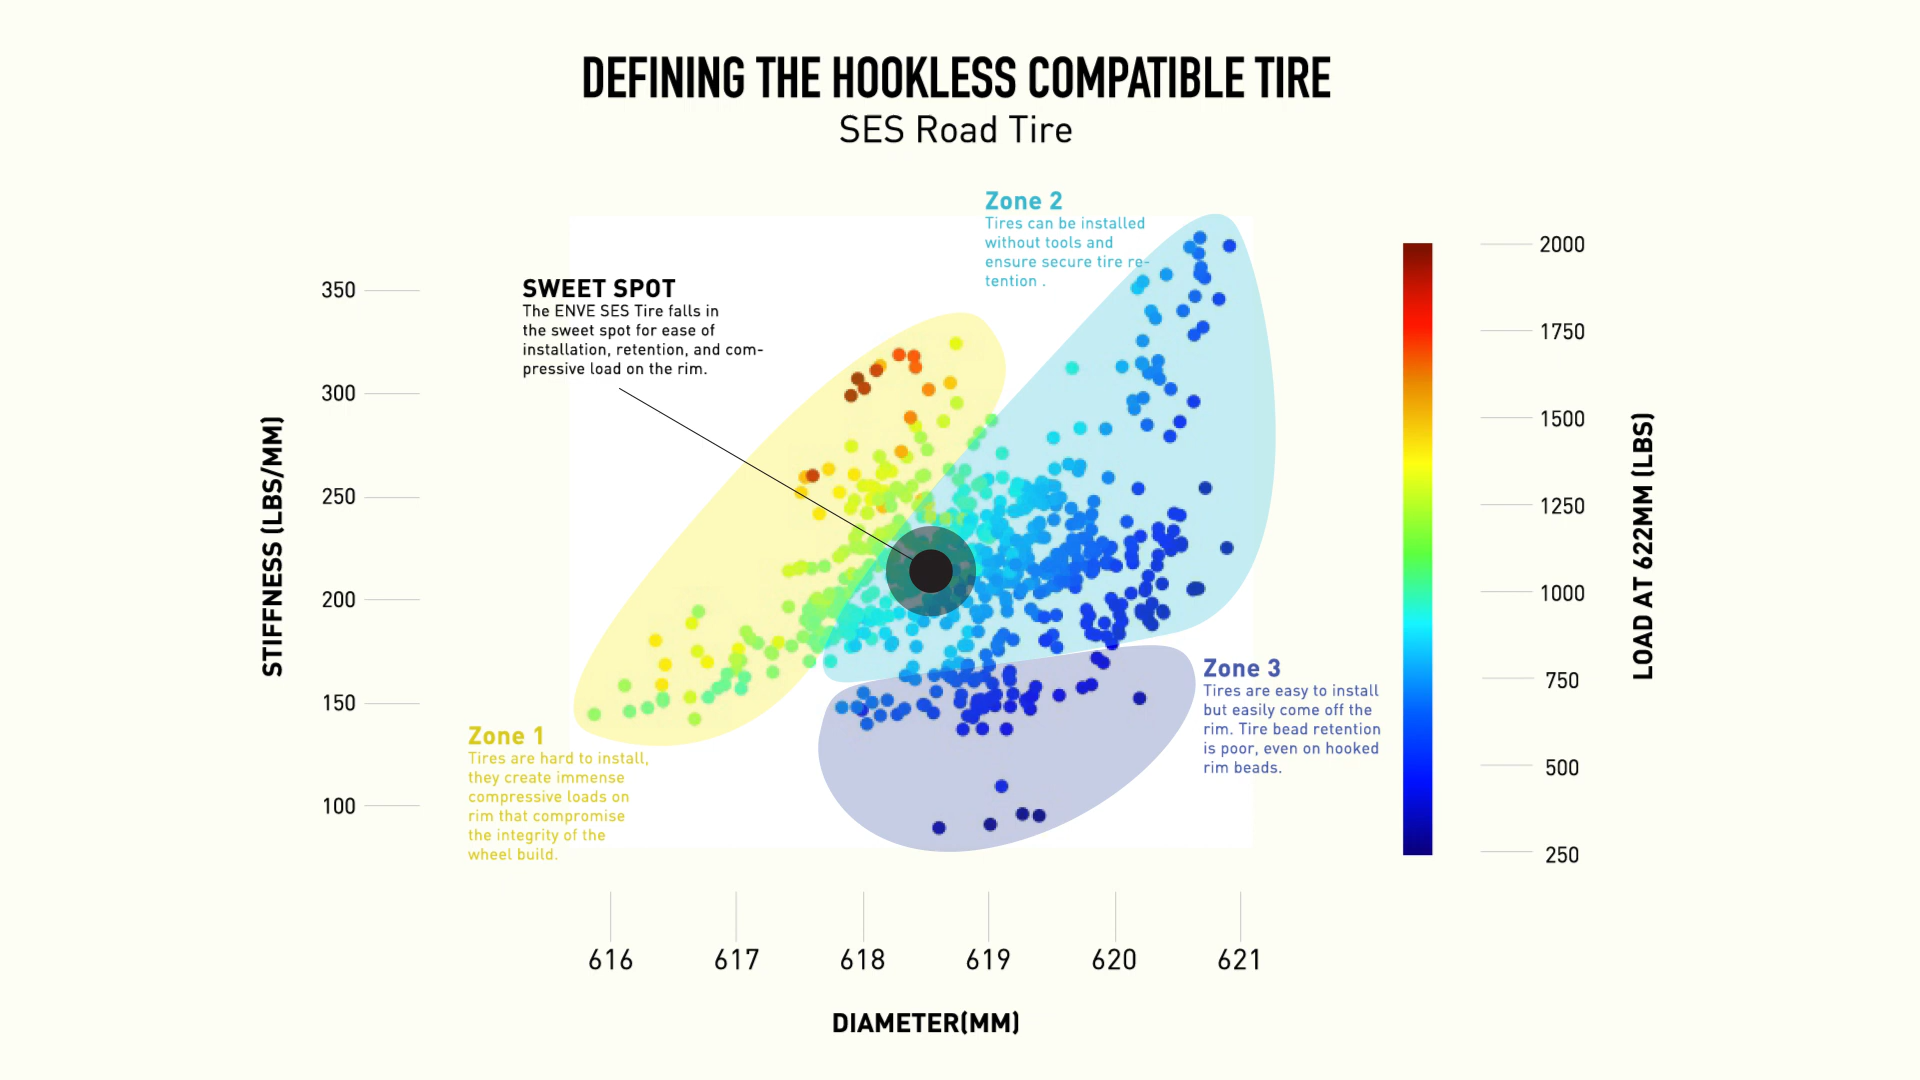 DEFINING THE HOOKLESS COMPATIBLE TIRE
SES Road Tire
Zone 2
Tires can be installed
without tools and
ensure secure tire re-
tention .
SWEET SPOT
The ENVE SES Tire falls in
the sweet spot for ease of
installation, retention, and com-
pressive load on the rim.
STIFFNESS (LBS/MM)
350
300
250
200
150
100
Zone 1
Tires are hard to install,
they create immense
compressive loads on
rim that compromise
the integrity of the
wheel build.
Zone 3
Tires are easy to install
but easily come off the
rim. Tire bead retention
is poor, even on hooked
rim beads.
2000
1750
1500
1250
1000
750
500
250
LOAD AT 622MM (LBS)
616
617
618
619
620
621
DIAMETER(MM)